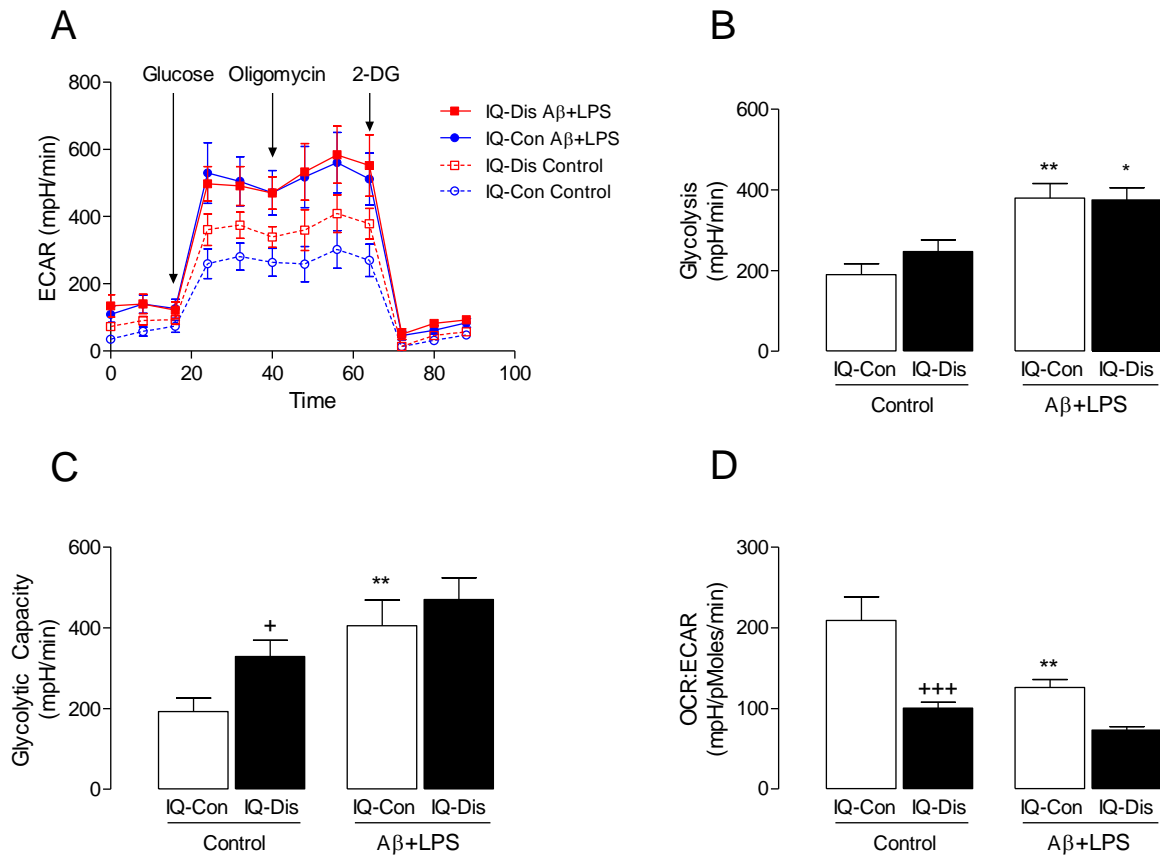 A
Glucose Oligomycin 2-DG
800
600
400
200
0
ECAR (mpH/min)
0 20 40 60 80 100
Time
IQ-Dis Aβ+LPS
IQ-Con Aβ+LPS
IQ-Dis Control
IQ-Con Control
B
600
400
200
0
Glycolysis
(mpH/min)
** *
IQ-Con IQ-Dis IQ-Con IQ-Dis
Control Aβ+LPS
C
600
400
200
0
Glycolytic Capacity
(mpH/min)
+ **
IQ-Con IQ-Dis IQ-Con IQ-Dis
Control Aβ+LPS
D
300
200
100
0
OCR:ECAR
(mpH/pMoles/min)
+++ **
IQ-Con IQ-Dis IQ-Con IQ-Dis
Control Aβ+LPS